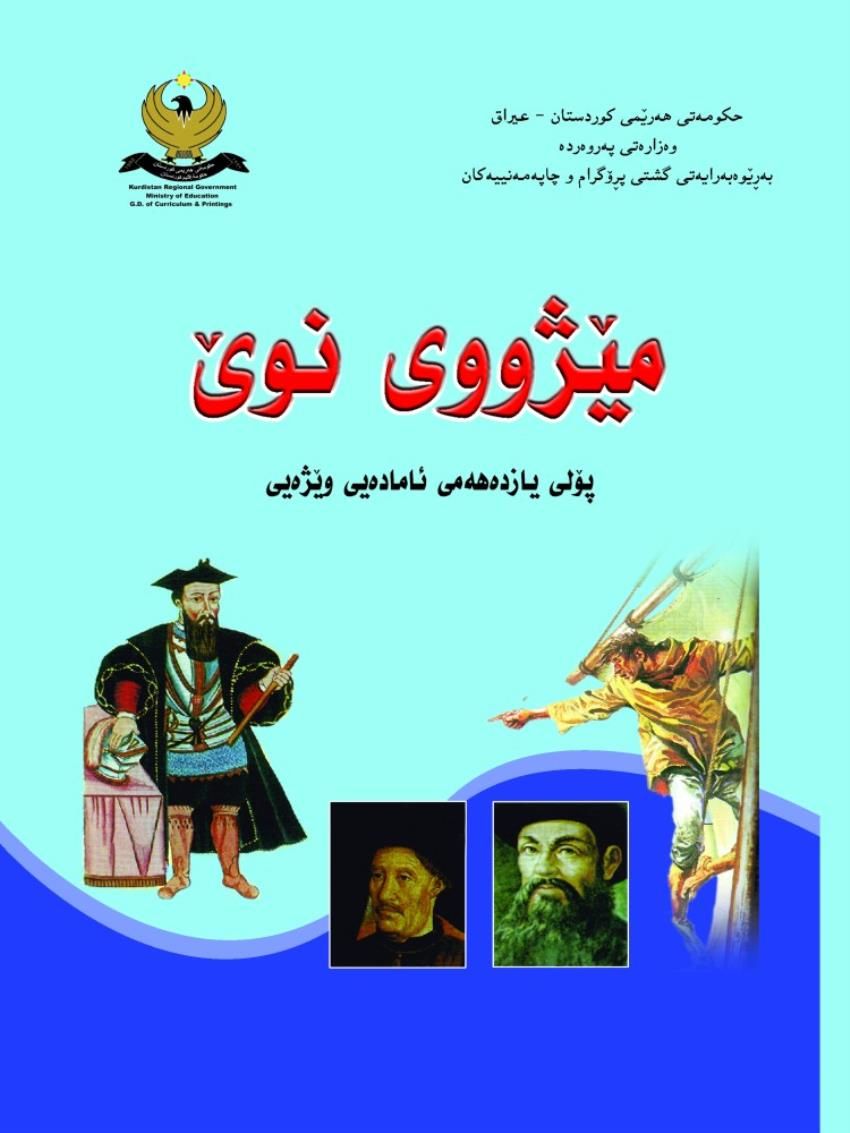 حکومەتی هەرێمی کوردستان - عیراق
وەزارەتی پەروەردە
بەڕێوەبەرایەتی گشتی پرۆگرام و چاپەمەنییەکان
Kurdistan Regional Government
Ministry of Education
G.D. of Curriculum & Printings
مێژووی نوێ
پۆلی یازدەهەمی ئامادەیی وێژەیی